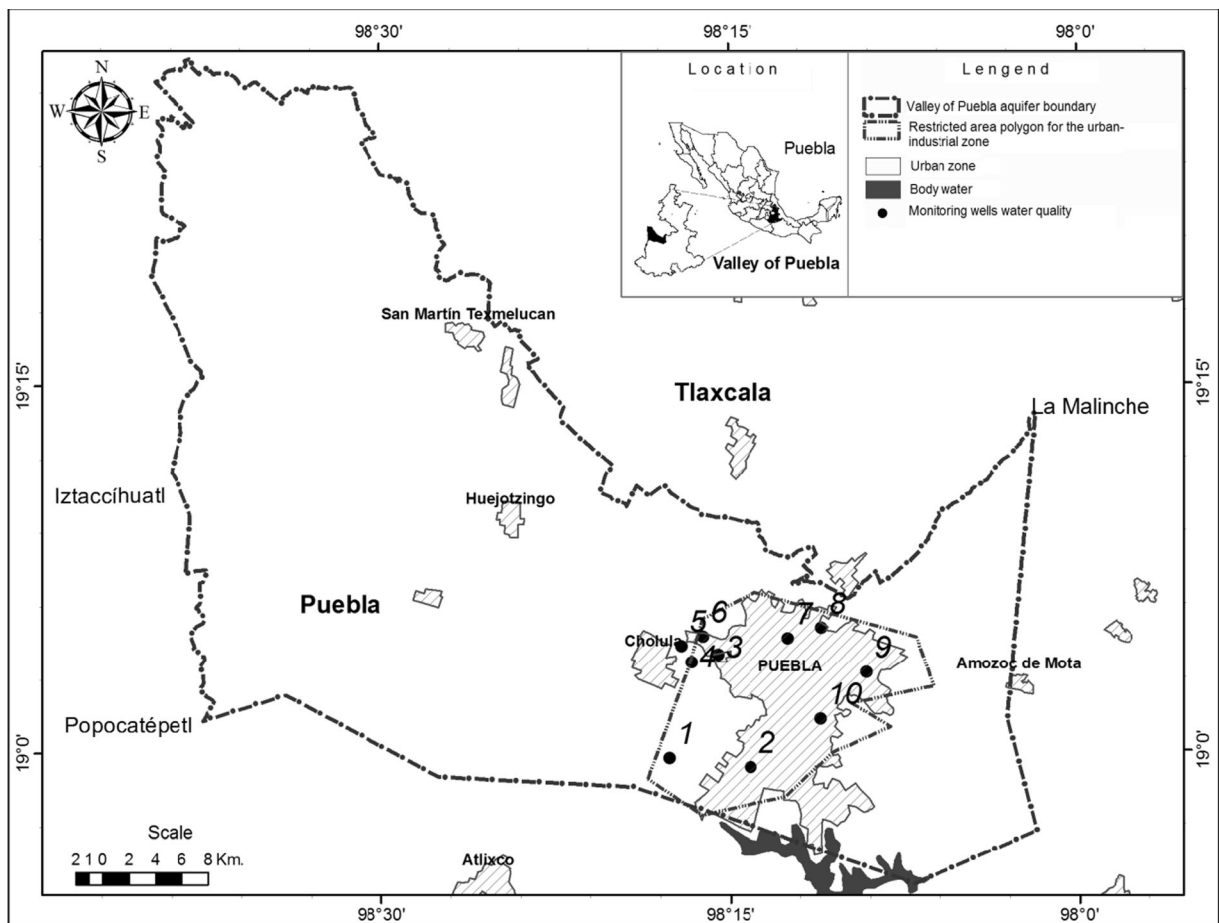 98°30'
98°15'
98°0'
N
W
E
S
Location
Puebla
Valley of Puebla
Lengend
Valley of Puebla aquifer boundary
Restricted area polygon for the urban-
industrial zone
Urban zone
Body water
Monitoring wells water quality
San Martín Texmelucan
19°15'
Tlaxcala
19°15'
La Malinche
Iztaccíhuatl
Huejotzingo
Puebla
Cholula
5
6
4
3
7
8
9
PUEBLA
Amozoc de Mota
10
Popocatépetl
19°0'
1
2
19°0'
Scale
2 1 0 2 4 6 8 Km.
Atlixco
98°30'
98°15'
98°0'